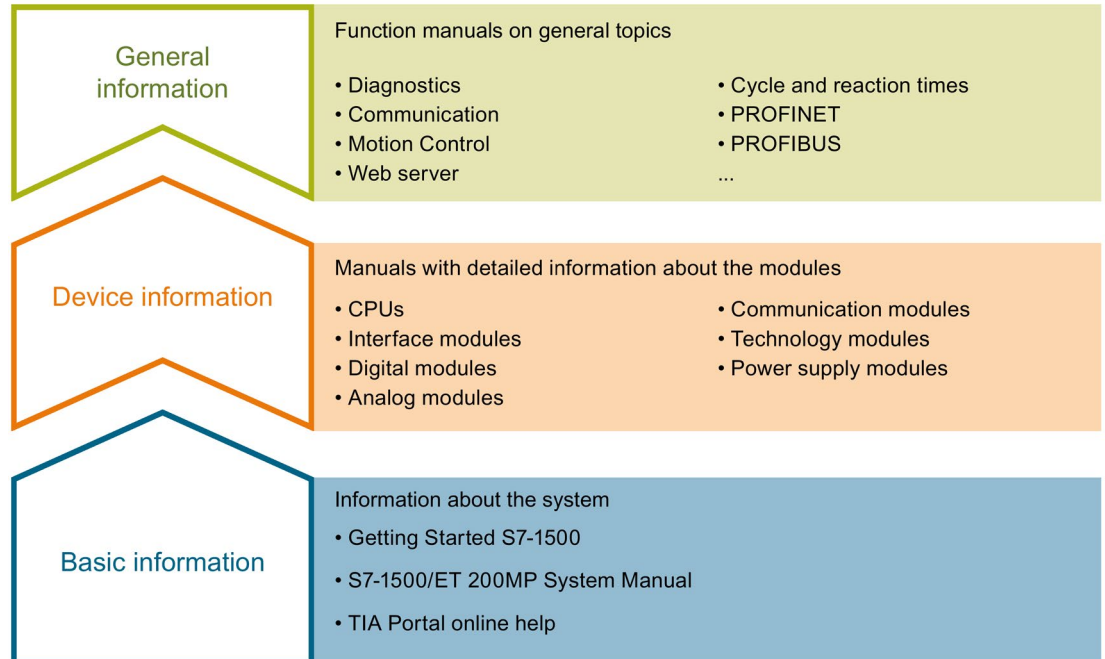 General
information
Function manuals on general topics
• Diagnostics
• Communication
• Motion Control
• Web server
• Cycle and reaction times
• PROFINET
• PROFIBUS
...
Device information
Manuals with detailed information about the modules
• CPUs
• Interface modules
• Digital modules
• Analog modules
• Communication modules
• Technology modules
• Power supply modules
Basic information
Information about the system
• Getting Started S7-1500
• S7-1500/ET 200MP System Manual
• TIA Portal online help